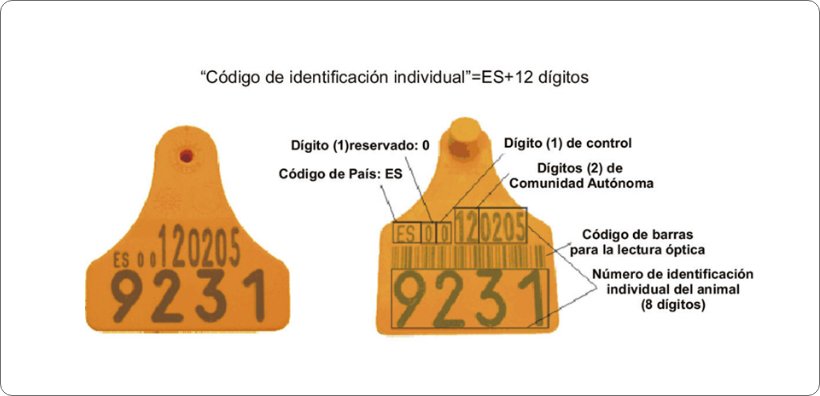 “Código de identificación individual”=ES+12 dígitos
Dígito (1)reservado: 0
Dígito (1) de control
Código de País: ES
Dígitos (2) de
Comunidad Autónoma
ES 0 0 120205
9231
ES 0 0 120205
9231
Código de barras
para la lectura óptica
Número de identificación
individual del animal
(8 dígitos)